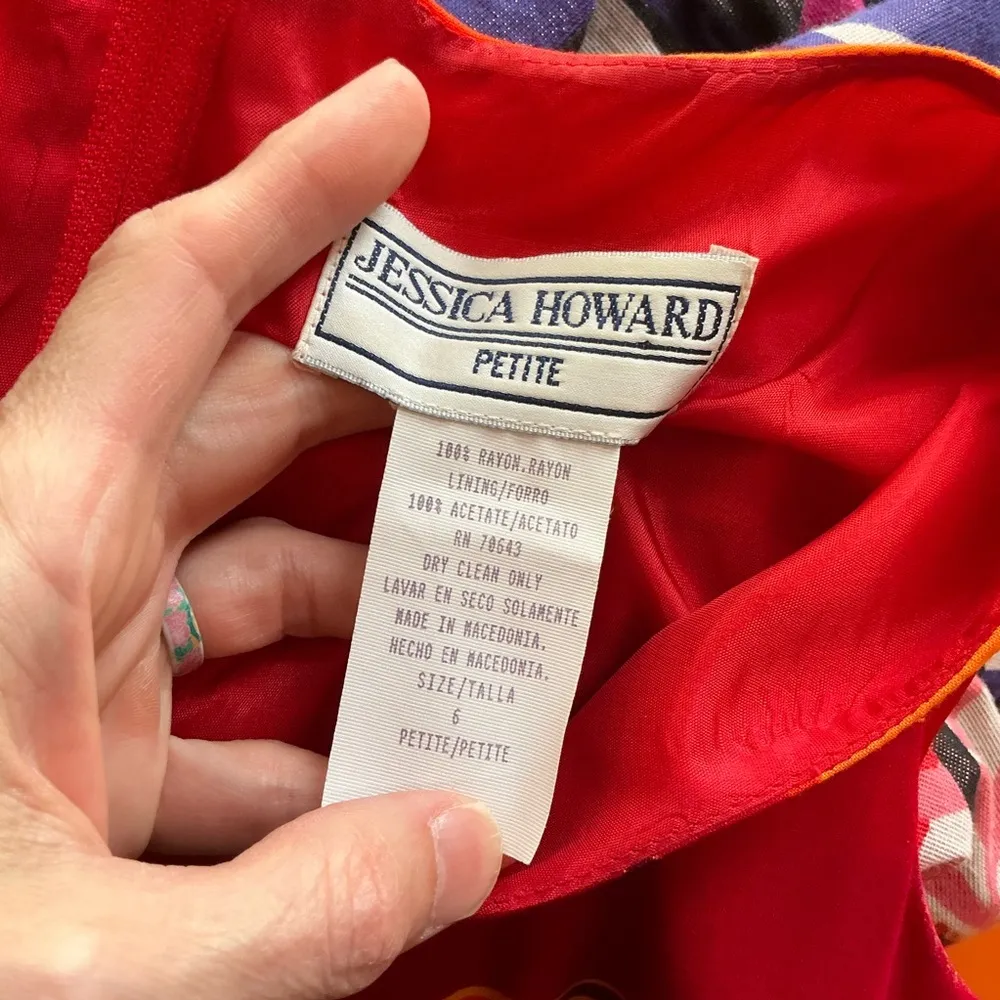 JESSICA HOWARD
PETITE
100% RAYON.RAYON
LINING/FORRO
100% ACETATE/ACETATO
RN 70643
DRY CLEAN ONLY
LAVAR EN SECO SOLAMENTE
MADE IN MACEDONIA.
HECHO EN MACEDONIA.
SIZE/TALLA
6
PETITE/PETITE